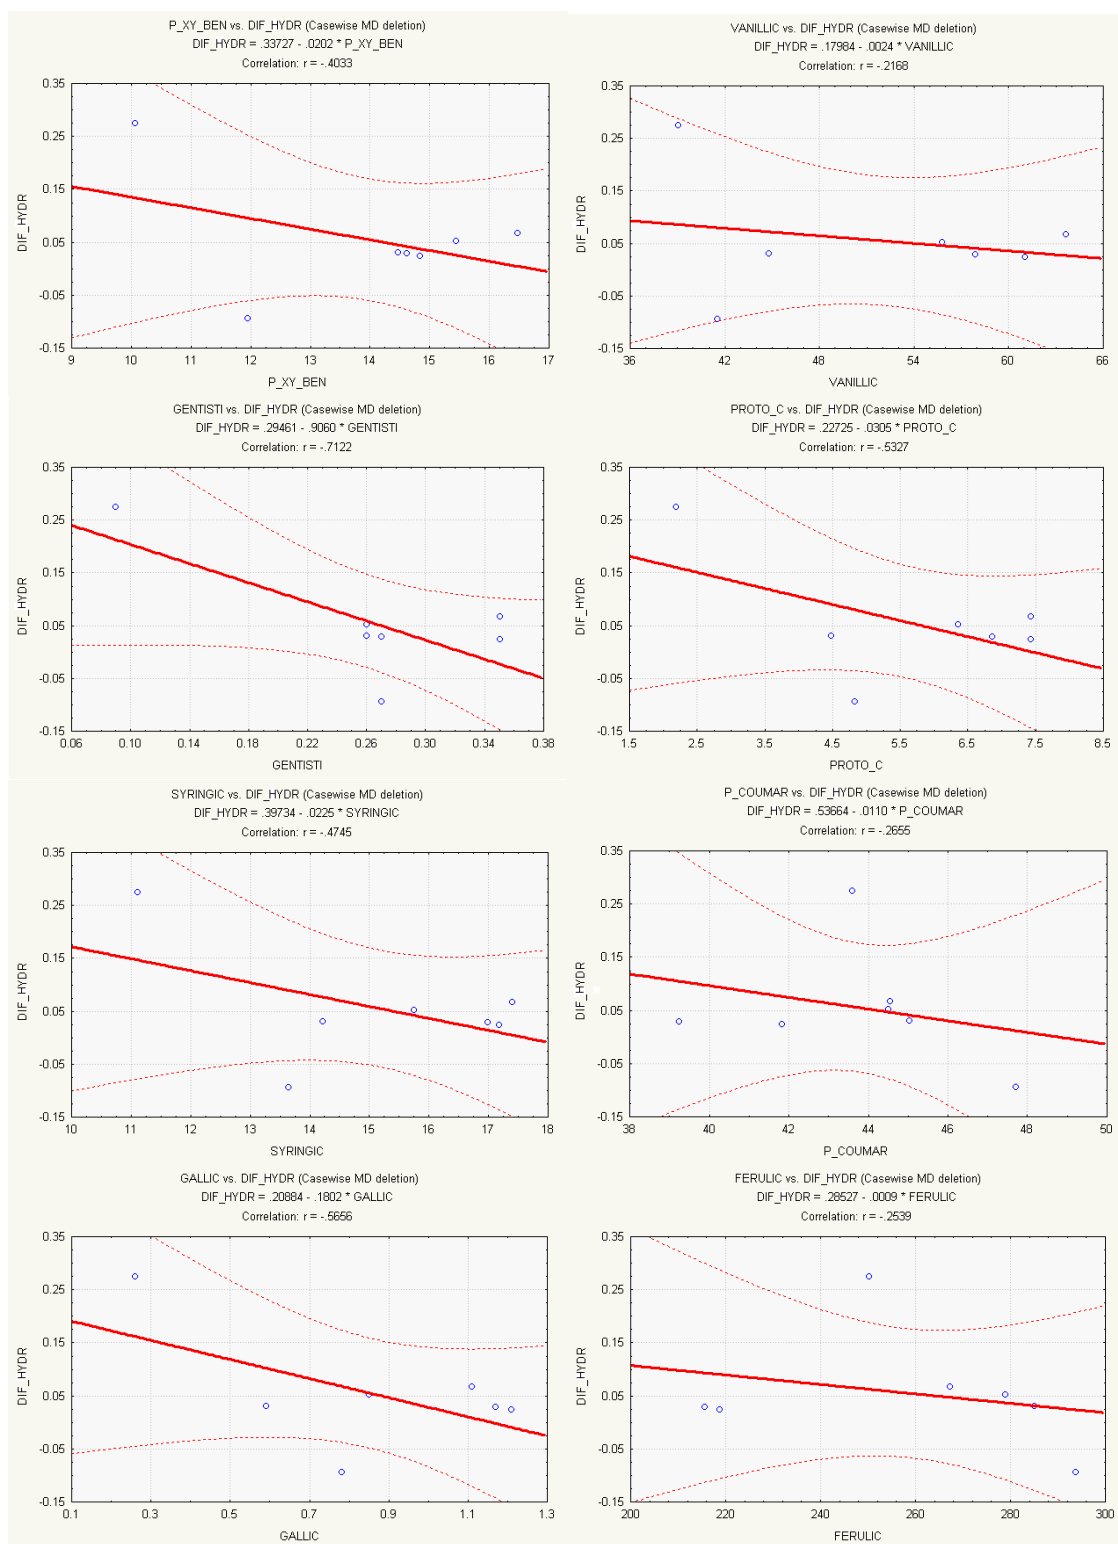 P_XY_BEN vs. DIF_HYDR (Casewise MD deletion)
DIF_HYDR = .33727 - .0202 * P_XY_BEN
Correlation: r = -.4033
0.35
0.25
0.15
0.05
-0.05
-0.15
DIF_HYDR
9 10 11 12 13 14 15 16 17
P_XY_BEN
VANILLIC vs. DIF_HYDR (Casewise MD deletion)
DIF_HYDR = .17984 - .0024 * VANILLIC
Correlation: r = -.2168
0.35
0.25
0.15
0.05
-0.05
-0.15
DIF_HYDR
36 42 48 54 60 66
VANILLIC
GENTISTI vs. DIF_HYDR (Casewise MD deletion)
DIF_HYDR = .29461 - .9060 * GENTISTI
Correlation: r = -.7122
0.35
0.25
0.15
0.05
-0.05
-0.15
DIF_HYDR
0.06 0.10 0.14 0.18 0.22 0.26 0.30 0.34 0.38
GENTISTI
PROTO_C vs. DIF_HYDR (Casewise MD deletion)
DIF_HYDR = .22725 - .0305 * PROTO_C
Correlation: r = -.5327
0.35
0.25
0.15
0.05
-0.05
-0.15
DIF_HYDR
1.5 2.5 3.5 4.5 5.5 6.5 7.5 8.5
PROTO_C
SYRINGIC vs. DIF_HYDR (Casewise MD deletion)
DIF_HYDR = .39734 - .0225 * SYRINGIC
Correlation: r = -.4745
0.35
0.25
0.15
0.05
-0.05
-0.15
DIF_HYDR
10 11 12 13 14 15 16 17 18
SYRINGIC
P_COUMAR vs. DIF_HYDR (Casewise MD deletion)
DIF_HYDR = .53664 - .0110 * P_COUMAR
Correlation: r = -.2655
0.35
0.25
0.15
0.05
-0.05
-0.15
DIF_HYDR
38 40 42 44 46 48 50
P_COUMAR
GALLIC vs. DIF_HYDR (Casewise MD deletion)
DIF_HYDR = .20884 - .1802 * GALLIC
Correlation: r = -.5656
0.35
0.25
0.15
0.05
-0.05
-0.15
DIF_HYDR
0.1 0.3 0.5 0.7 0.9 1.1 1.3
GALLIC
FERULIC vs. DIF_HYDR (Casewise MD deletion)
DIF_HYDR = .28527 - .0009 * FERULIC
Correlation: r = -.2539
0.35
0.25
0.15
0.05
-0.05
-0.15
DIF_HYDR
200 220 240 260 280 300
FERULIC